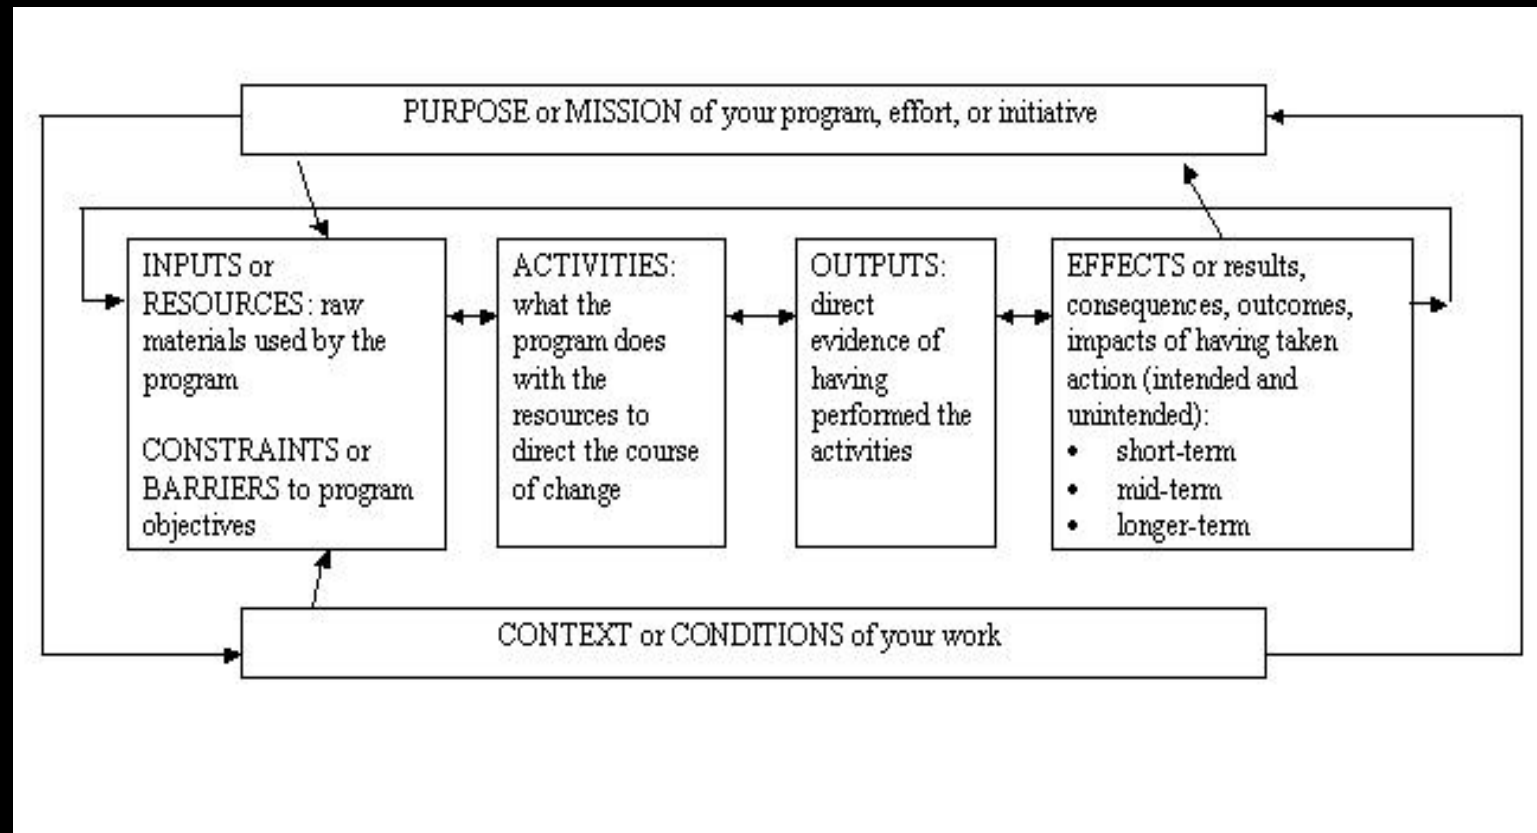 PURPOSE or MISSION of your program, effort, or initiative
INPUTS or
RESOURCES: raw
materials used by the
program
CONSTRAINTS or
BARRIERS to program
objectives
ACTIVITIES:
what the
program does
with the
resources to
direct the course
of change
OUTPUTS:
direct
evidence of
having
performed the
activities
EFFECTS or results,
consequences, outcomes,
impacts of having taken
action (intended and
unintended):
• short-term
• mid-term
• longer-term
CONTEXT or CONDITIONS of your work